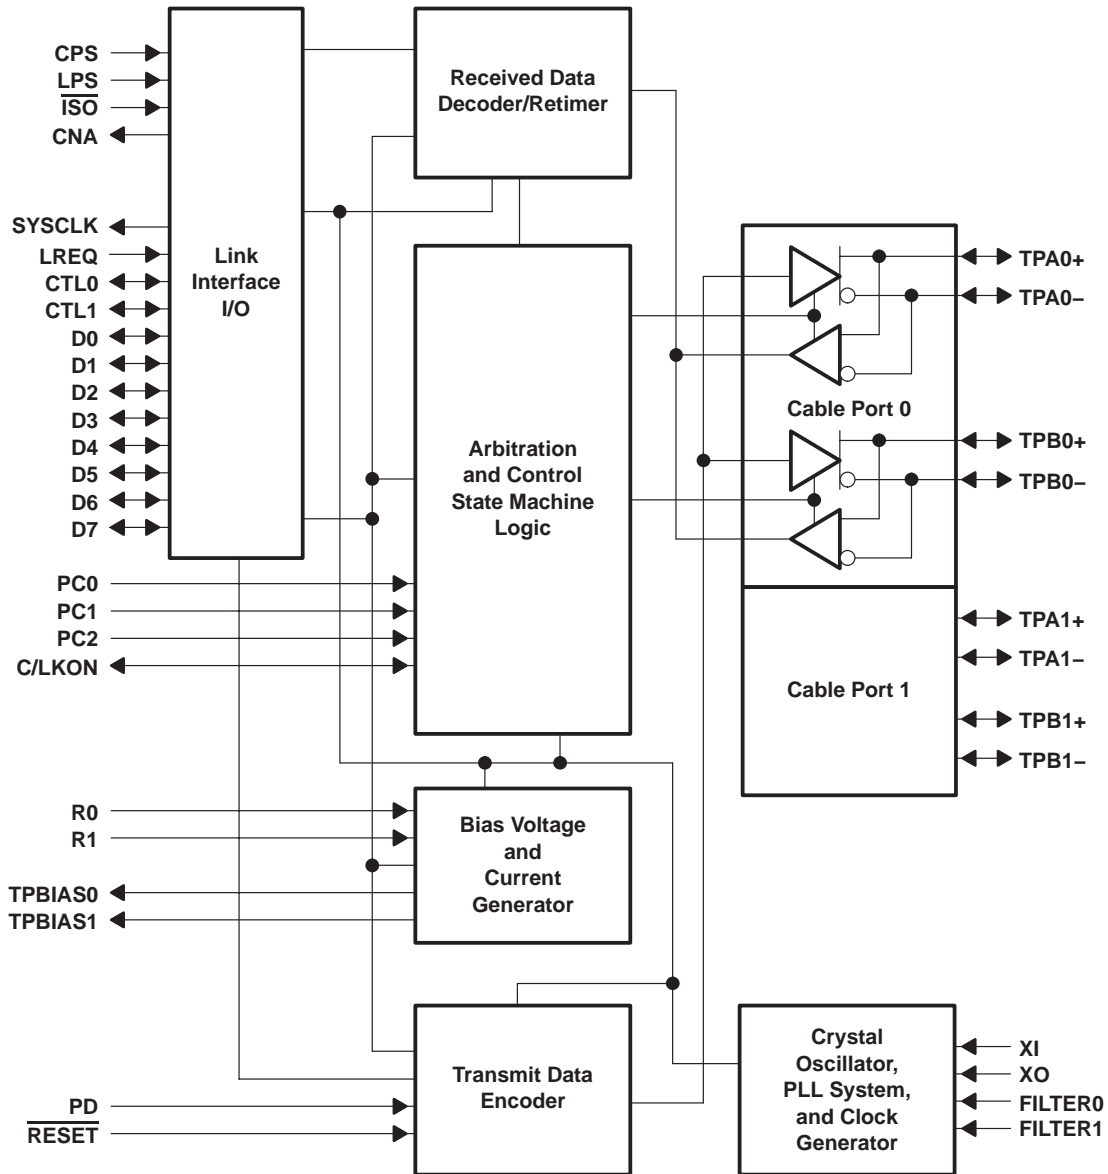 CPS
LPS
ISO
CNA
SYSCLK
LREQ
CTL0
CTL1
D0
D1
D2
D3
D4
D5
D6
D7
PC0
PC1
PC2
C/LKON
R0
R1
TPBIAS0
TPBIAS1
PD
RESET
Link
Interface
I/O
Received Data
Decoder/Retimer
Arbitration
and Control
State Machine
Logic
Bias Voltage
and
Current
Generator
Transmit Data
Encoder
Cable Port 0
Cable Port 1
Crystal
Oscillator,
PLL System,
and Clock
Generator
TPA0+
TPA0−
TPB0+
TPB0−
TPA1+
TPA1−
TPB1+
TPB1−
XI
XO
FILTER0
FILTER1